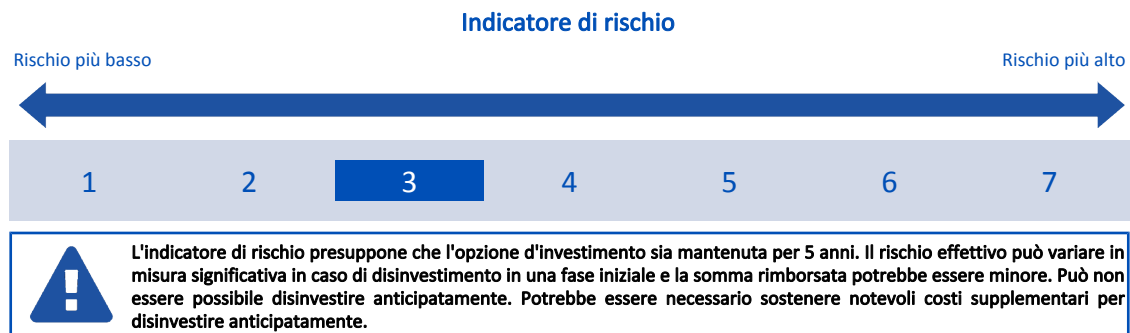 Indicatore di rischio
Rischio più basso
Rischio più alto
1 2 3 4 5 6 7
L'indicatore di rischio presuppone che l'opzione d'investimento sia mantenuta per 5 anni. Il rischio effettivo può variare in
misura significativa in caso di disinvestimento in una fase iniziale e la somma rimborsata potrebbe essere minore. Può non
essere possibile disinvestire anticipatamente. Potrebbe essere necessario sostenere notevoli costi supplementari per
disinvestire anticipatamente.